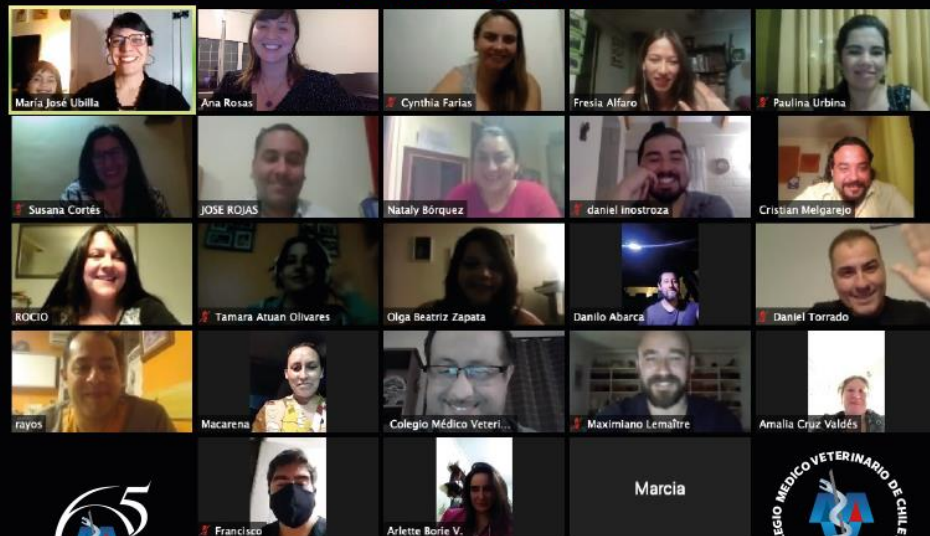 María José Ubilla
Ana Rosas
Cynthia Farias
Fresia Alfaro
Paulina Urbina
Susana Cortés
JOSE ROJAS
Nataly Bórquez
daniel inostroza
Cristian Melgarejo
ROCIO
Tamara Atuan Olivares
Olga Beatriz Zapata
Danilo Abarca
Daniel Torrado
rayos
Macarena
Colegio Médico Veteri...
Maximiano Lemaître
Amalia Cruz Valdés
65
Francisco
Arlette Borie V.
Marcia
EGIO MEDICO VETERINARIO DE CHILE